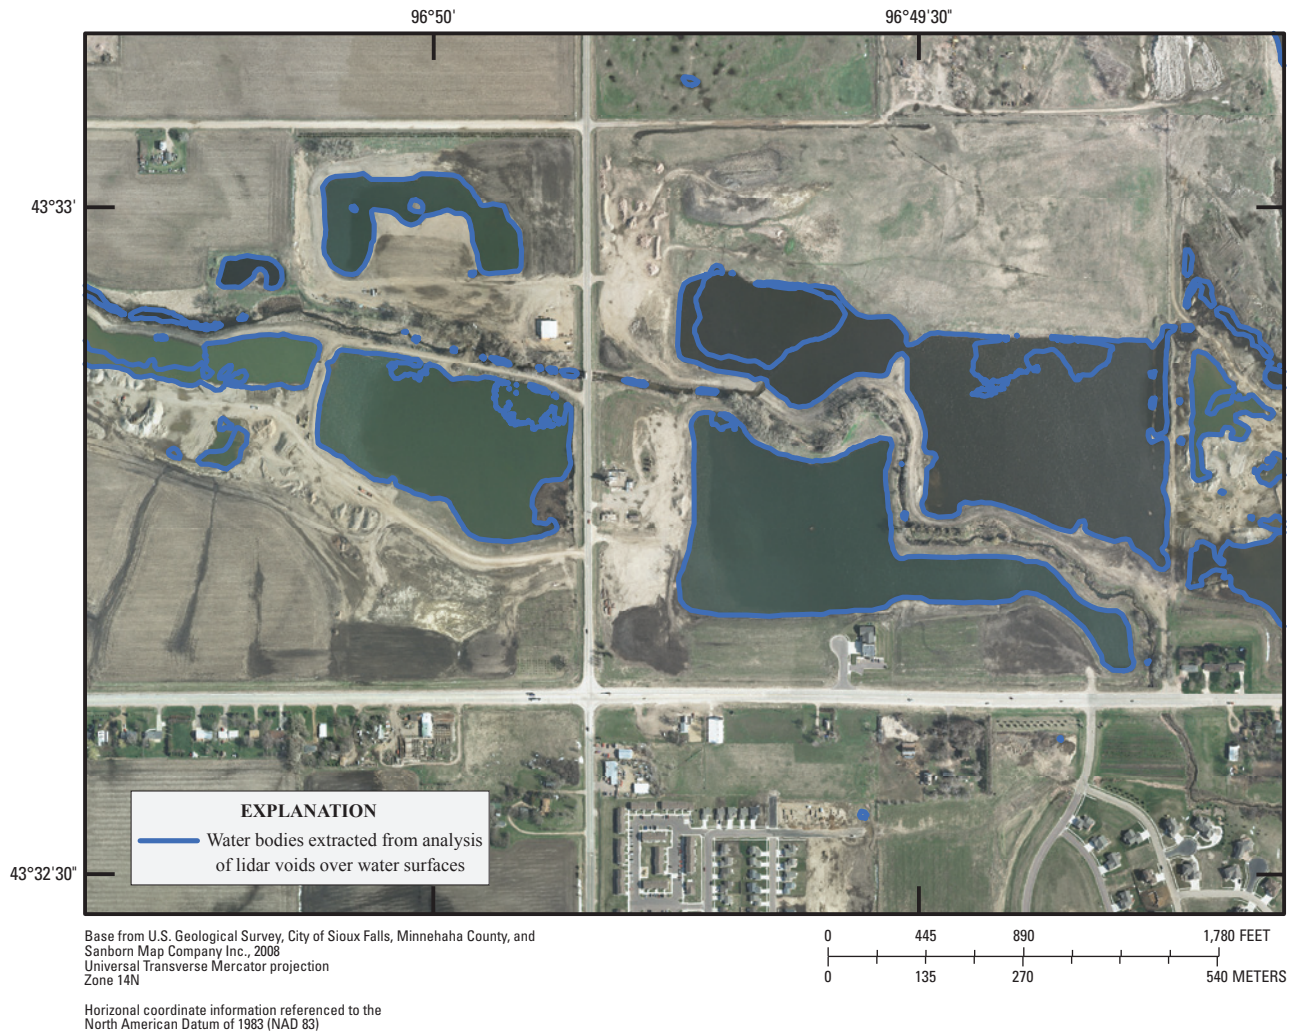 96°50'
96°49'30"
43°33'
43°32'30"
EXPLANATION
Water bodies extracted from analysis
of lidar voids over water surfaces
Base from U.S. Geological Survey, City of Sioux Falls, Minnehaha County, and
Sanborn Map Company Inc., 2008
Universal Transverse Mercator projection
Zone 14N
Horizonal coordinate information referenced to the
North American Datum of 1983 (NAD 83)
0 445 890 1,780 FEET
0 135 270 540 METERS